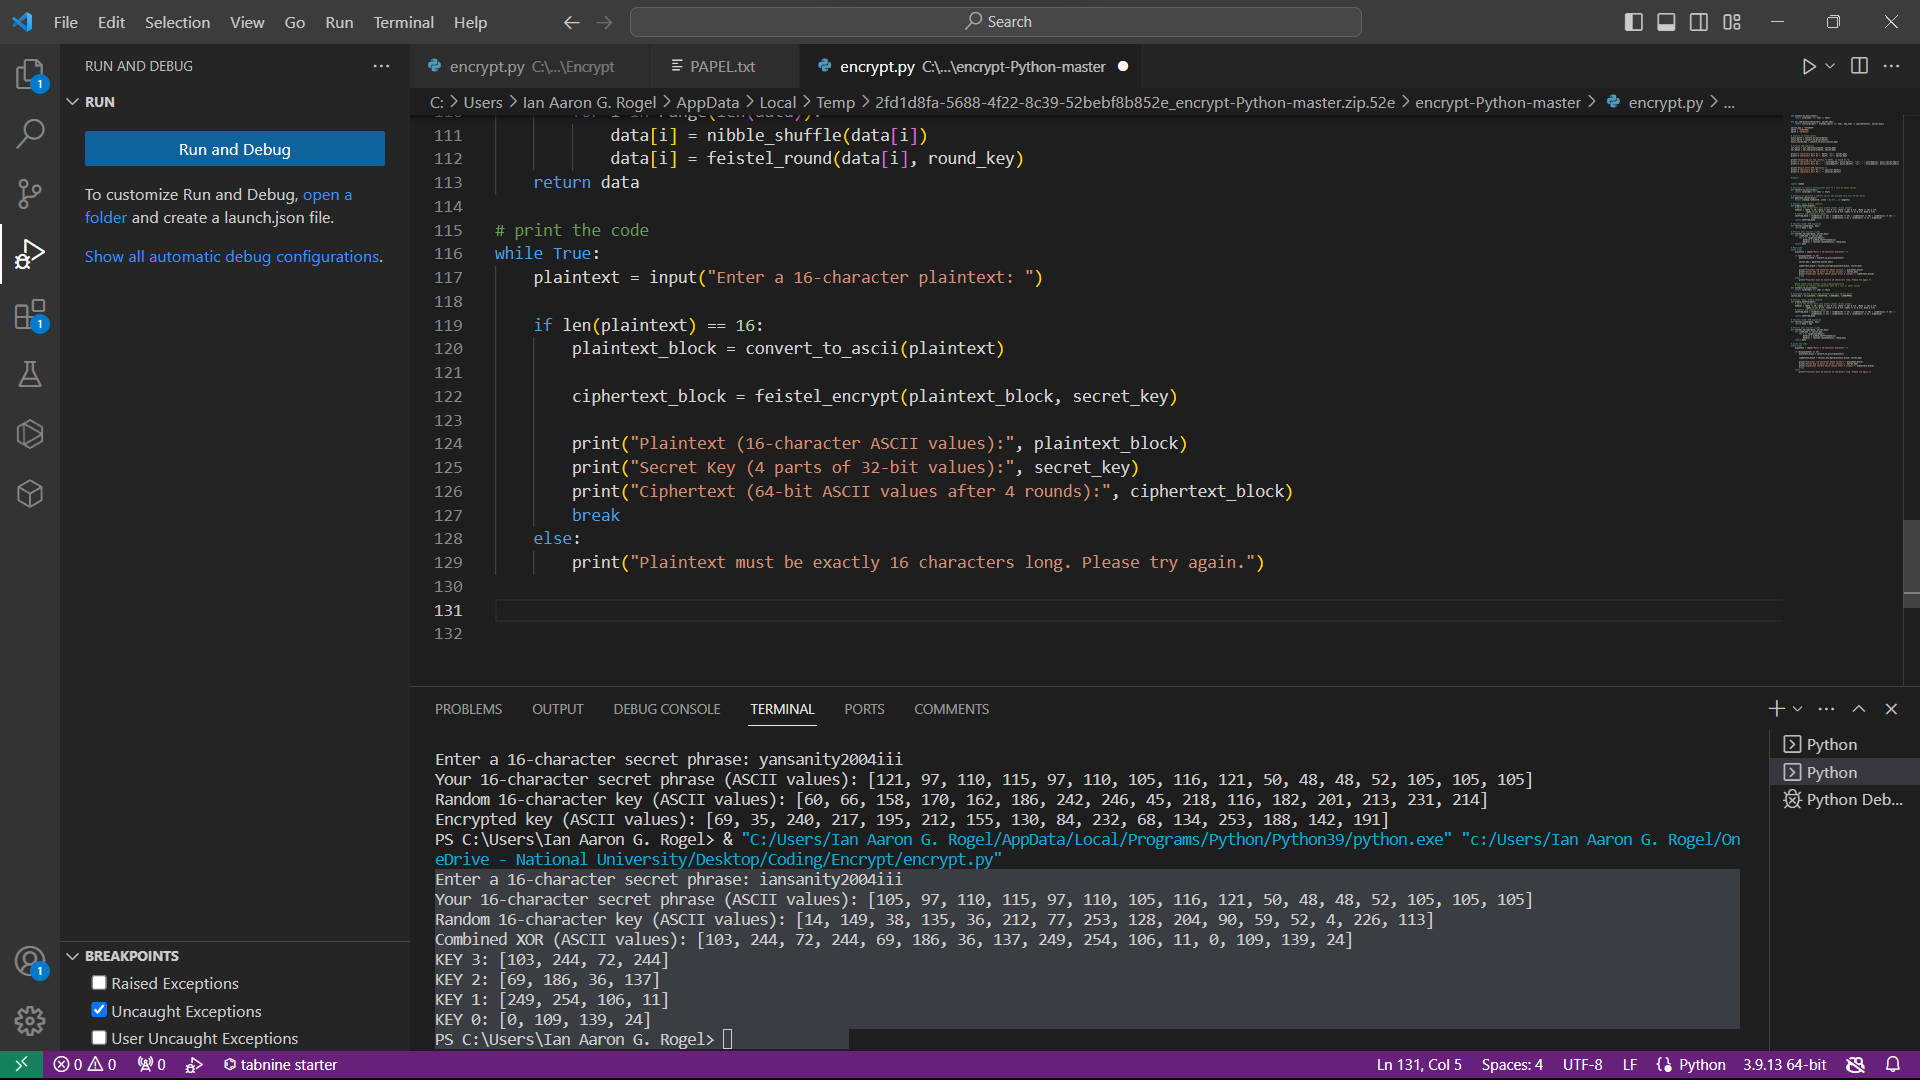 File Edit Selection View Go Run Terminal Help
Search
RUN AND DEBUG
RUN
Run and Debug
To customize Run and Debug, open a
folder and create a launch.json file.
Show all automatic debug configurations.
BREAKPOINTS
Raised Exceptions
Uncaught Exceptions
User Uncaught Exceptions
1
1
1
encrypt.py C:\...\Encrypt
PAPEL.txt
encrypt.py C:\...\encrypt-Python-master
C: > Users > Ian Aaron G. Rogel > AppData > Local > Temp > 2fd1d8fa-5688-4f22-8c39-52bebf8b852e_encrypt-Python-master.zip.52e > encrypt-Python-master > encrypt.py > ...
110 for i in range(len(data)):
111 data[i] = nibble_shuffle(data[i])
112 data[i] = feistel_round(data[i], round_key)
113 return data
114
115 # print the code
116 while True:
117 plaintext = input("Enter a 16-character plaintext: ")
118
119 if len(plaintext) == 16:
120 plaintext_block = convert_to_ascii(plaintext)
121
122 ciphertext_block = feistel_encrypt(plaintext_block, secret_key)
123
124 print("Plaintext (16-character ASCII values):", plaintext_block)
125 print("Secret Key (4 parts of 32-bit values):", secret_key)
126 print("Ciphertext (64-bit ASCII values after 4 rounds):", ciphertext_block)
127 break
128 else:
129 print("Plaintext must be exactly 16 characters long. Please try again.")
130
131
132
PROBLEMS OUTPUT DEBUG CONSOLE TERMINAL PORTS COMMENTS
Enter a 16-character secret phrase: yansanity2004iii
Your 16-character secret phrase (ASCII values): [121, 97, 110, 115, 97, 110, 105, 116, 121, 50, 48, 48, 52, 105, 105, 105]
Random 16-character key (ASCII values): [60, 66, 158, 170, 162, 186, 242, 246, 45, 218, 116, 182, 201, 213, 231, 214]
Encrypted key (ASCII values): [69, 35, 240, 217, 195, 212, 155, 130, 84, 232, 68, 134, 253, 188, 142, 191]
PS C:\Users\Ian Aaron G. Rogel> & "C:/Users/Ian Aaron G. Rogel/AppData/Local/Programs/Python/Python39/python.exe" "c:/Users/Ian Aaron G. Rogel/On
eDrive - National University/Desktop/Coding/Encrypt/encrypt.py"
Enter a 16-character secret phrase: iansanity2004iii
Your 16-character secret phrase (ASCII values): [105, 97, 110, 115, 97, 110, 105, 116, 121, 50, 48, 48, 52, 105, 105, 105]
Random 16-character key (ASCII values): [14, 149, 38, 135, 36, 212, 77, 253, 128, 204, 90, 59, 52, 4, 226, 113]
Combined XOR (ASCII values): [103, 244, 72, 244, 69, 186, 36, 137, 249, 254, 106, 11, 0, 109, 139, 24]
KEY 3: [103, 244, 72, 244]
KEY 2: [69, 186, 36, 137]
KEY 1: [249, 254, 106, 11]
KEY 0: [0, 109, 139, 24]
PS C:\Users\Ian Aaron G. Rogel>
Python
Python
Python Deb...
0 0 0 tabnine starter
Ln 131, Col 5 Spaces: 4 UTF-8 LF Python 3.9.13 64-bit